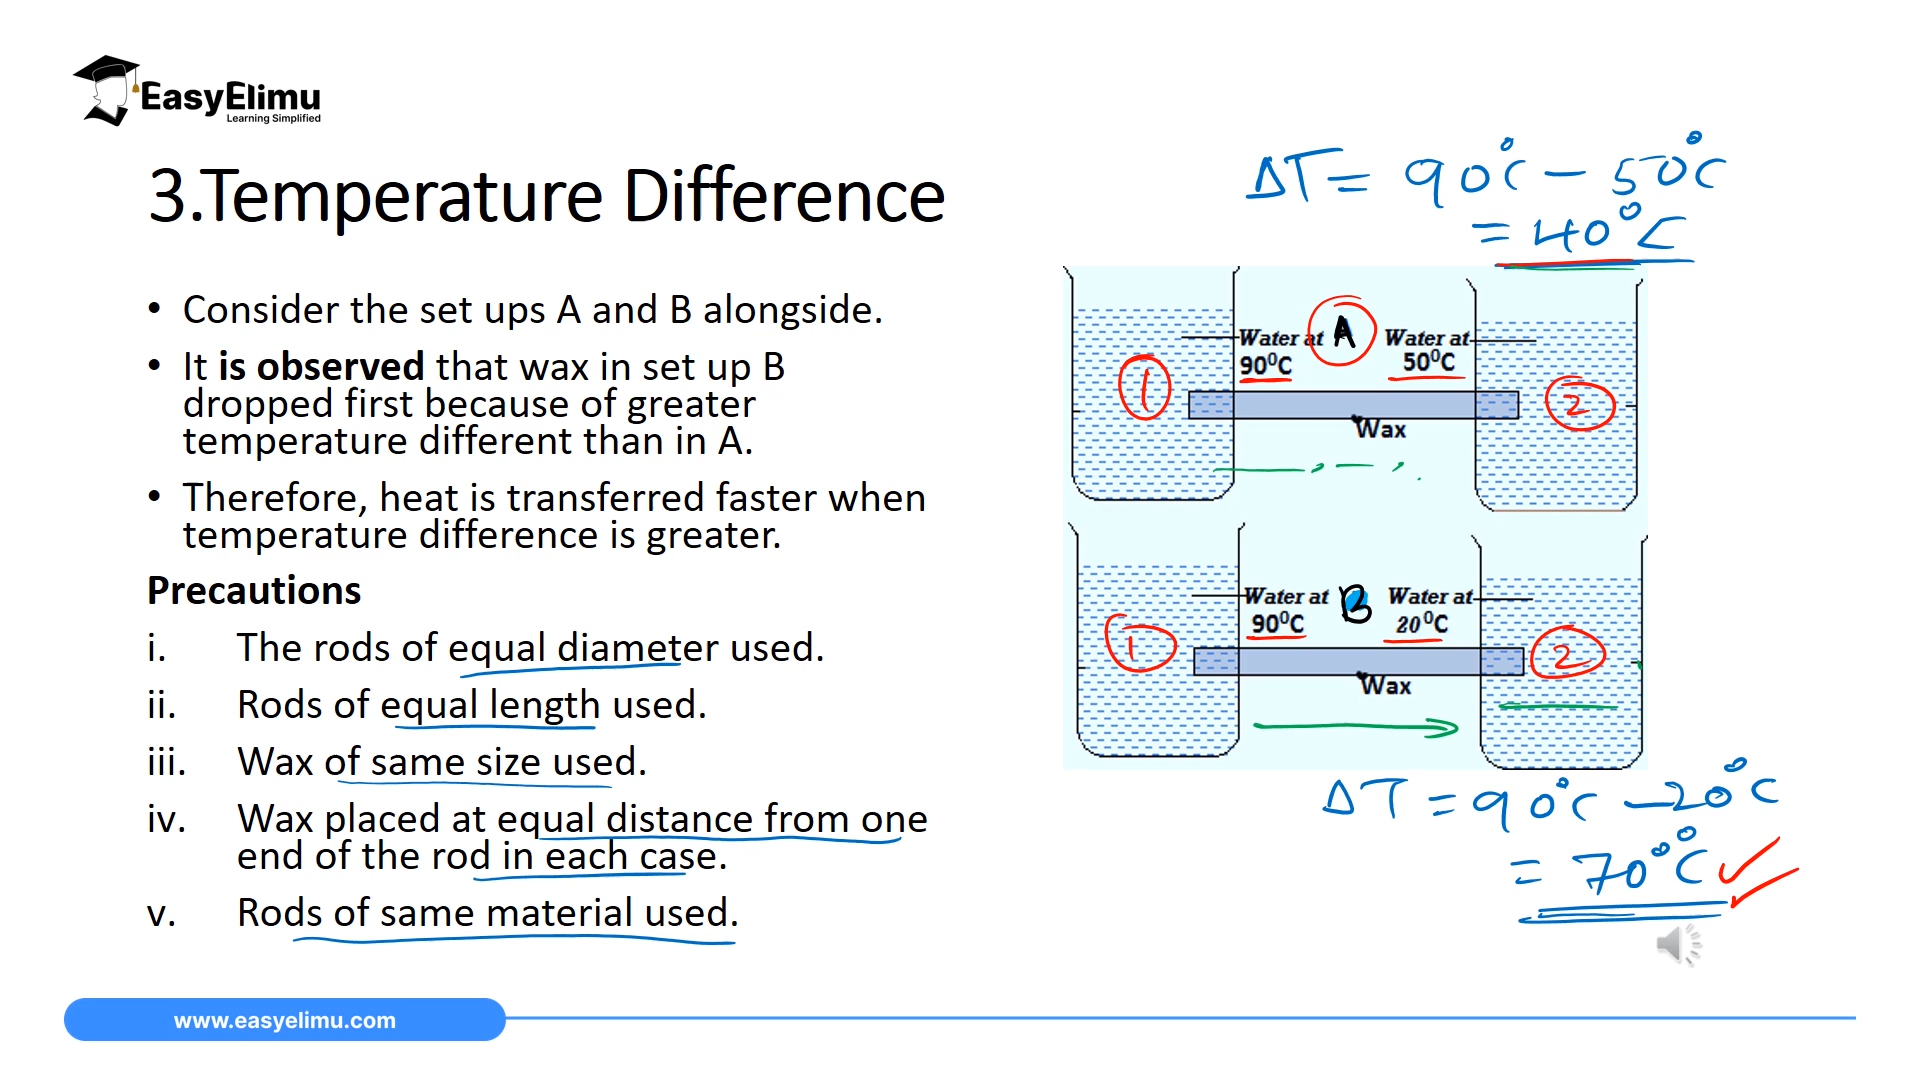 EasyElimu
Learning Simplified
3.Temperature Difference
• Consider the set ups A and B alongside.
• It is observed that wax in set up B
dropped first because of greater
temperature different than in A.
• Therefore, heat is transferred faster when
temperature difference is greater.
Precautions
i. The rods of equal diameter used.
ii. Rods of equal length used.
iii. Wax of same size used.
iv. Wax placed at equal distance from one
end of the rod in each case.
v. Rods of same material used.
ΔT = 90°C – 50°C
= 40°C
Water at
90⁰C
A
Water at
50⁰C
1
2
Wax
Water at
90⁰C
B
Water at
20⁰C
1
2
Wax
ΔT = 90°C – 20°C
= 70°C
www.easyelimu.com